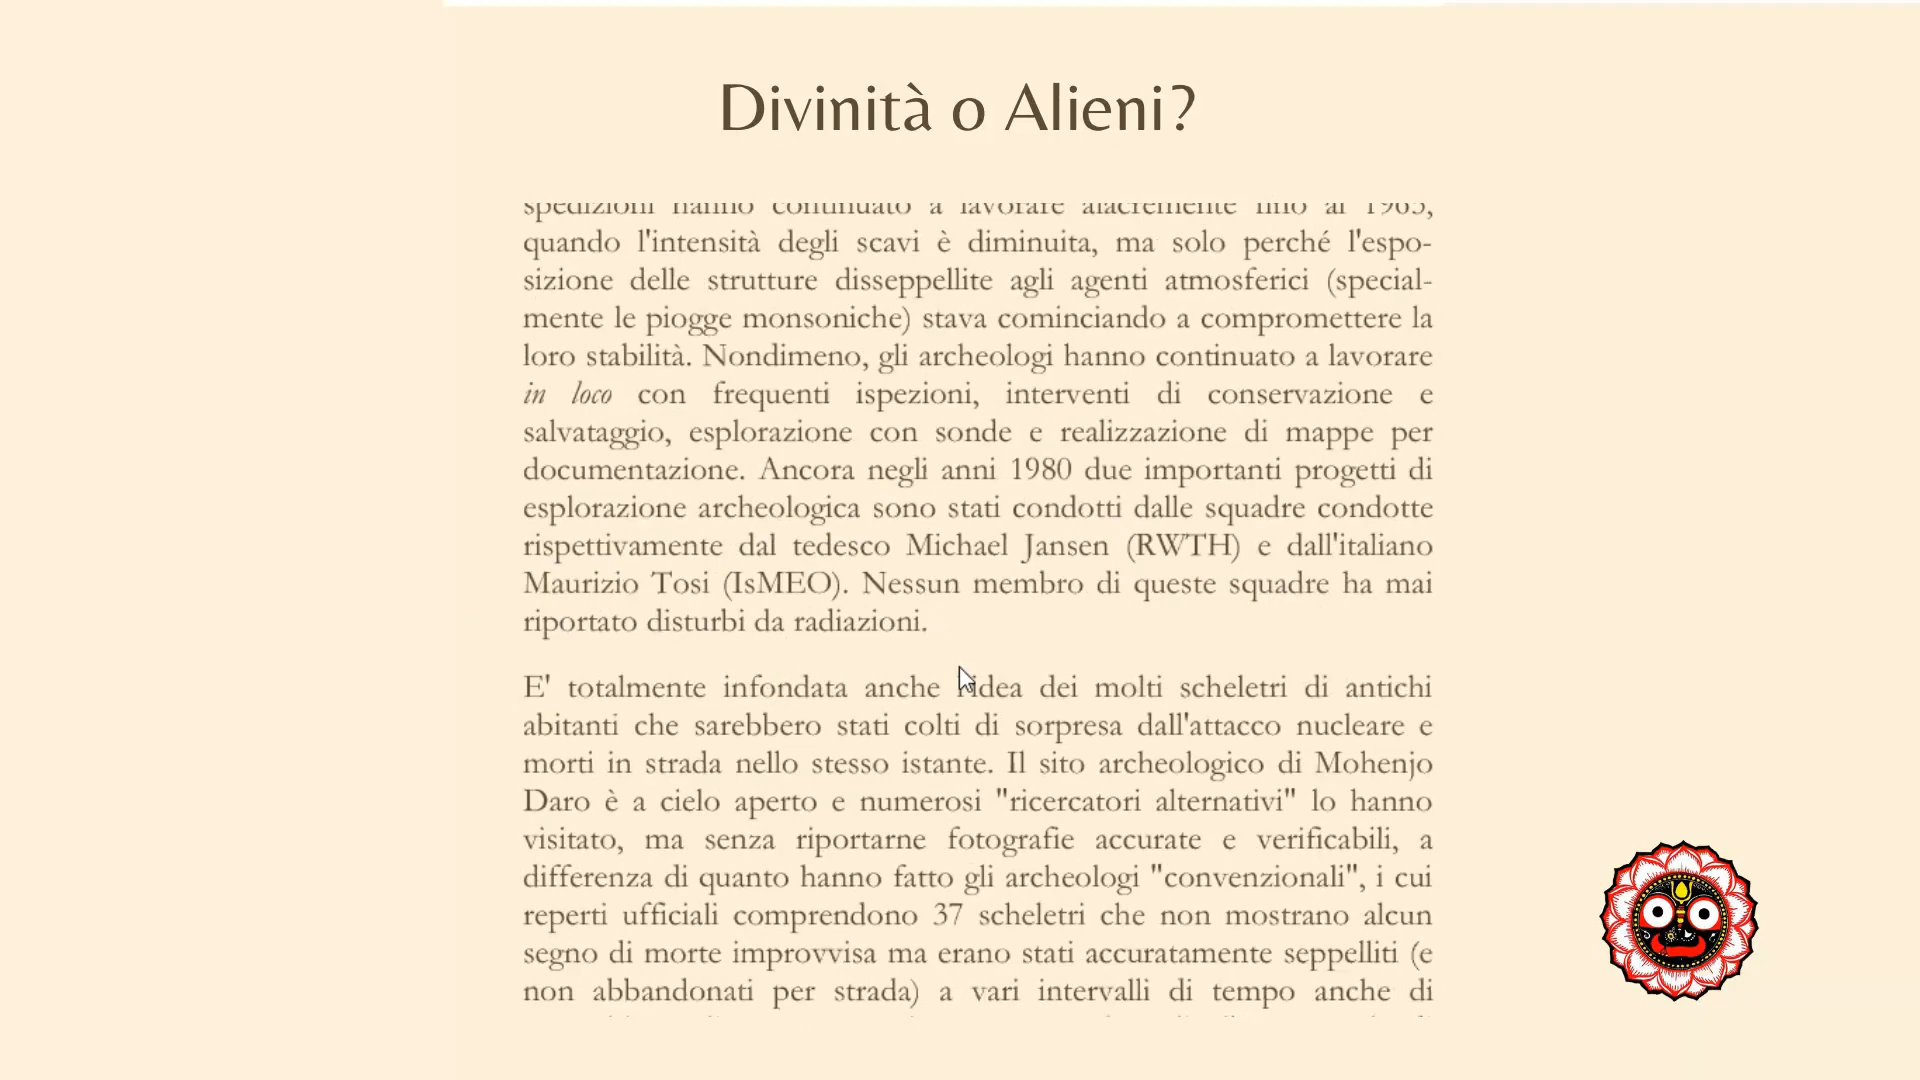 Divinità o Alieni?
spedizioni hanno continuato a lavorare alacremente fino al 1965,
quando l'intensità degli scavi è diminuita, ma solo perché l'espo-
sizione delle strutture disseppellite agli agenti atmosferici (special-
mente le piogge monsoniche) stava cominciando a compromettere la
loro stabilità. Nondimeno, gli archeologi hanno continuato a lavorare
in loco con frequenti ispezioni, interventi di conservazione e
salvataggio, esplorazione con sonde e realizzazione di mappe per
documentazione. Ancora negli anni 1980 due importanti progetti di
esplorazione archeologica sono stati condotti dalle squadre condotte
rispettivamente dal tedesco Michael Jansen (RWTH) e dall'italiano
Maurizio Tosi (IsMEO). Nessun membro di queste squadre ha mai
riportato disturbi da radiazioni.
E' totalmente infondata anche l'idea dei molti scheletri di antichi
abitanti che sarebbero stati colti di sorpresa dall'attacco nucleare e
morti in strada nello stesso istante. Il sito archeologico di Mohenjo
Daro è a cielo aperto e numerosi "ricercatori alternativi" lo hanno
visitato, ma senza riportarne fotografie accurate e verificabili, a
differenza di quanto hanno fatto gli archeologi "convenzionali", i cui
reperti ufficiali comprendono 37 scheletri che non mostrano alcun
segno di morte improvvisa ma erano stati accuratamente seppelliti (e
non abbandonati per strada) a vari intervalli di tempo anche di